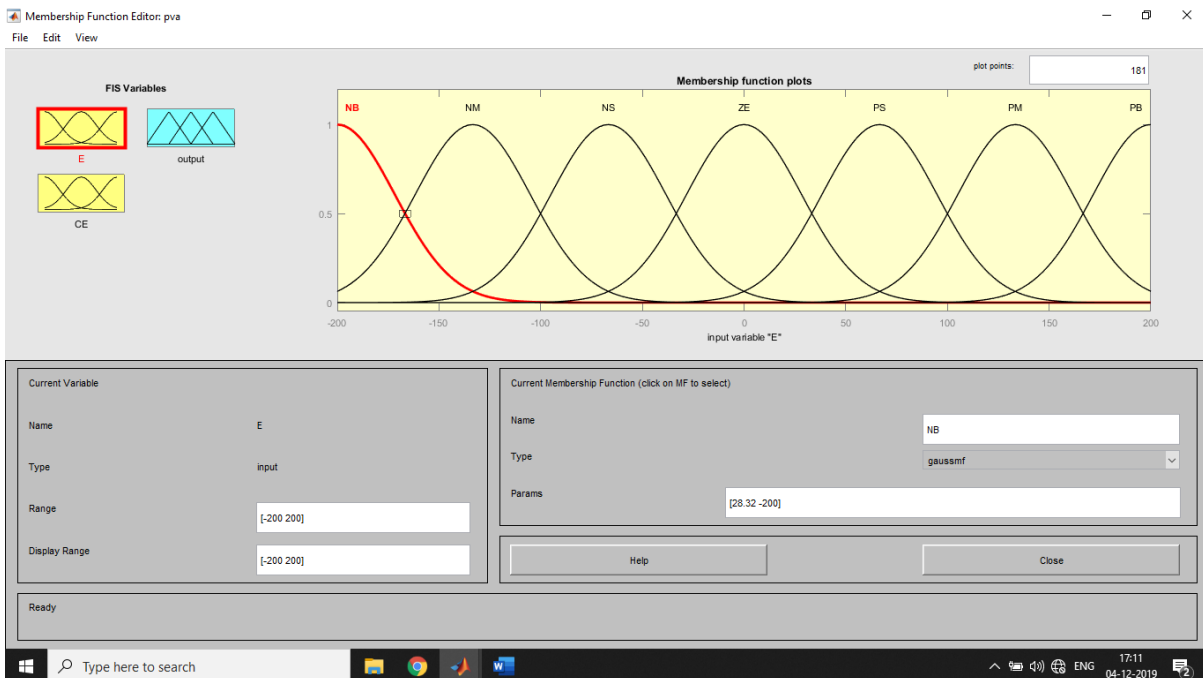 Membership Function Editor: pva
File Edit View
FIS Variables
E
output
CE
plot points:
181
Membership function plots
NB NM NS ZE PS PM PB
1
0.5
0
-200 -150 -100 -50 0 50 100 150 200
input variable "E"
Current Variable
Name E
Type input
Range [-200 200]
Display Range [-200 200]
Current Membership Function (click on MF to select)
Name NB
Type gaussmf
Params [28.32 -200]
Help Close
Ready
Type here to search
ENG
17:11
04-12-2019
2